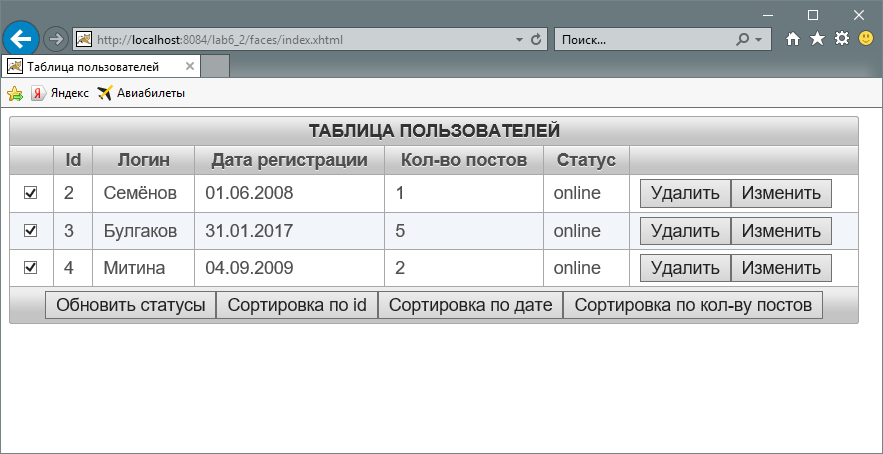 http://localhost:8084/lab6_2/faces/index.xhtml Поиск...
Таблица пользователей
Яндекс Авиабилеты
ТАБЛИЦА ПОЛЬЗОВАТЕЛЕЙ
Id Логин Дата регистрации Кол-во постов Статус
2 Семёнов 01.06.2008 1 online Удалить Изменить
3 Булгаков 31.01.2017 5 online Удалить Изменить
4 Митина 04.09.2009 2 online Удалить Изменить
Обновить статусы Сортировка по id Сортировка по дате Сортировка по кол-ву постов